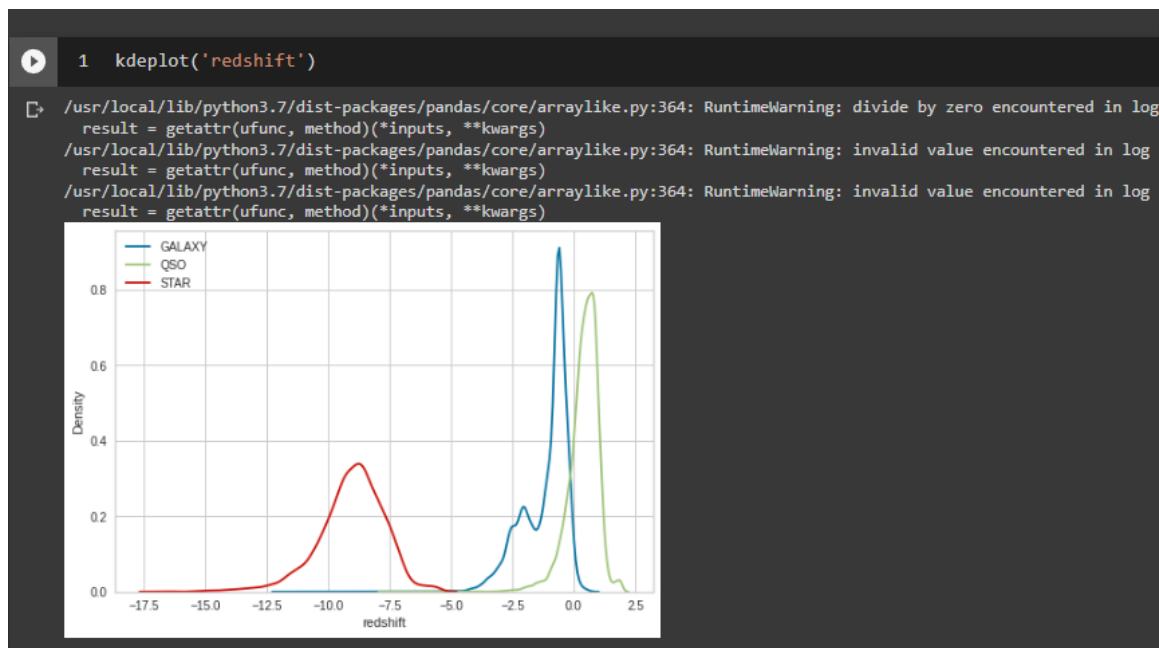 1 kdeplot('redshift')
/usr/local/lib/python3.7/dist-packages/pandas/core/arraylike.py:364: RuntimeWarning: divide by zero encountered in log
result = getattr(ufunc, method)(*inputs, **kwargs)
/usr/local/lib/python3.7/dist-packages/pandas/core/arraylike.py:364: RuntimeWarning: invalid value encountered in log
result = getattr(ufunc, method)(*inputs, **kwargs)
/usr/local/lib/python3.7/dist-packages/pandas/core/arraylike.py:364: RuntimeWarning: invalid value encountered in log
result = getattr(ufunc, method)(*inputs, **kwargs)
GALAXY
QSO
STAR
0.8
0.6
0.4
0.2
0.0
Density
−17.5 −15.0 −12.5 −10.0 −7.5 −5.0 −2.5 0.0 2.5
redshift